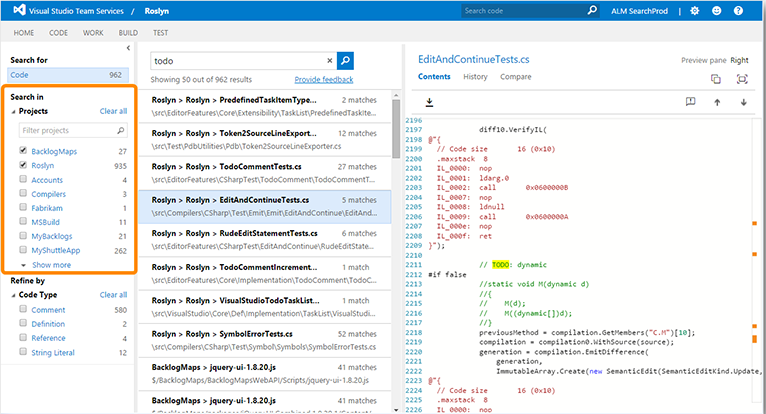 Visual Studio Team Services / Roslyn
Search code
ALM SearchProd
HOME CODE WORK BUILD TEST
Search for
Code 962
Search in
Projects Clear all
Filter projects
BacklogMaps 27
Roslyn 935
Accounts 4
Compilers 3
Fabrikam 1
MSBuild 11
MyBacklogs 21
MyShuttleApp 262
Show more
Refine by
Code Type Clear all
Comment 580
Definition 2
Reference 4
String Literal 12
todo
Showing 50 out of 962 results Provide feedback
Roslyn > Roslyn > PredefinedTaskItemType... 2 matches
\src\EditorFeatures\Core\Extensibility\TaskList\PredefinedTaskItem...
Roslyn > Roslyn > Token2SourceLineExport... 12 matches
\src\Test\PdbUtilities\Pdb\Token2SourceLineExporter.cs
Roslyn > Roslyn > TodoCommentTests.cs 27 matches
\src\EditorFeatures\CSharpTest\TodoComment\TodoCommentT...
Roslyn > Roslyn > EditAndContinueTests.cs 5 matches
\src\Compilers\CSharp\Test\Emit\Emit\EditAndContinue\EditAn...
Roslyn > Roslyn > RudeEditStatementTests.cs 6 matches
\src\EditorFeatures\CSharpTest\EditAndContinue\RudeEditState...
Roslyn > Roslyn > TodoCommentIncrement... 1 match
\src\EditorFeatures\Core\Implementation\TodoComment\TodoC...
Roslyn > Roslyn > VisualStudioTodoTaskList... 1 match
\src\VisualStudio\Core\Def\Implementation\TaskList\VisualStud...
Roslyn > Roslyn > SymbolErrorTests.cs 52 matches
\src\Compilers\CSharp\Test\Symbol\Symbols\SymbolErrorTests.cs
BacklogMaps > jquery-ui-1.8.20.js 41 matches
$/BacklogMaps/BacklogMapsWebAPI/Scripts/jquery-ui-1.8.20.js
BacklogMaps > jquery-ui-1.8.20.js 41 matches
EditAndContinueTests.cs
Preview pane Right
Contents History Compare
2196
2197 diff10.VerifyIL(
2198 @"{
2199 // Code size 16 (0x10)
2200 .maxstack 8
2201 IL_0000: nop
2202 IL_0001: ldarg.0
2203 IL_0002: call 0x0600000B
2204 IL_0007: nop
2205 IL_0008: ldnull
2206 IL_0009: call 0x0600000A
2207 IL_000e: nop
2208 IL_000f: ret
2209 }");
2210
2211 // TODO: dynamic
2212 #if false
2213 //static void M(dynamic d)
2214 //{
2215 // M(d);
2216 // M((dynamic[])d);
2217 //}
2218 previousMethod = compilation.GetMembers("C.M")[10];
2219 compilation = compilation0.WithSource(source);
2220 generation = compilation.EmitDifference(
2221 generation,
2222 ImmutableArray.Create(new SemanticEdit(SemanticEditKind.Update,
2223 @"{
2224 // Code size 16 (0x10)
2225 .maxstack 8
2226 IL_0000: nop